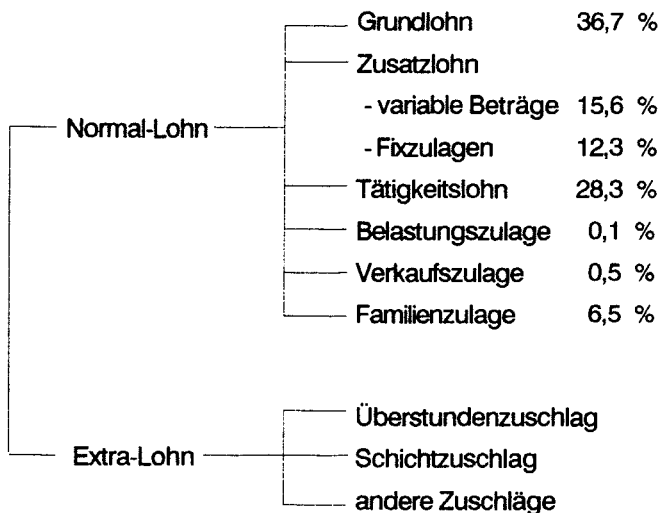 Grundlohn 36,7 %
Zusatzlohn
- variable Beträge 15,6 %
Normal-Lohn
- Fixzulagen 12,3 %
Tätigkeitslohn 28,3 %
Belastungszulage 0,1 %
Verkaufszulage 0,5 %
Familienzulage 6,5 %
Überstundenzuschlag
Extra-Lohn
Schichtzuschlag
andere Zuschläge